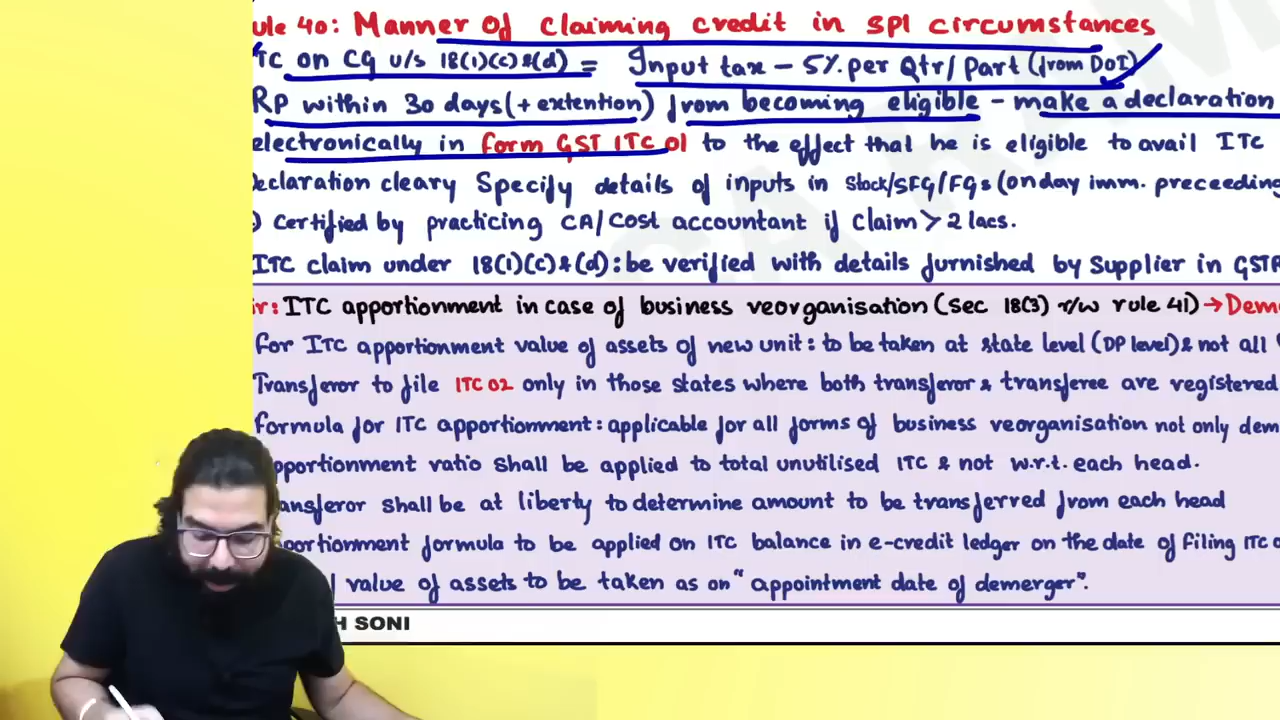 ule 40: Manner of claiming credit in spl circumstances
TC on CG u/s 18(1)(c)&(d) = Input tax – 5% per Qtr/Part (from DOI)
RP within 30 days (+ extention) from becoming eligible – make a declaration
electronically in form GST ITC 01 to the effect that he is eligible to avail ITC
eclaration cleary Specify details of inputs in Stock/SFG/FGs (on day imm. preceeding
) Certified by practicing CA/Cost accountant if claim > 2 lacs.
ITC claim under 18(1)(c)&(d): be verified with details furnished by Supplier in GSTR
ir: ITC apportionment in case of business reorganisation (Sec 18(3) r/w rule 41) → Dem
for ITC apportionment value of assets of new unit: to be taken at state level (DP level) & not all
Transferor to file ITC 02 only in those states where both transferor & transferee are registered
formula for ITC apportionment: applicable for all forms of business reorganisation not only dem
pportionment ratio shall be applied to total unutilised ITC & not w.r.t. each head.
ansferor shall be at liberty to determine amount to be transferred from each head
portionment formula to be applied on ITC balance in e-credit ledger on the date of filing ITC
l value of assets to be taken as on "appointment date of demerger".
H SONI